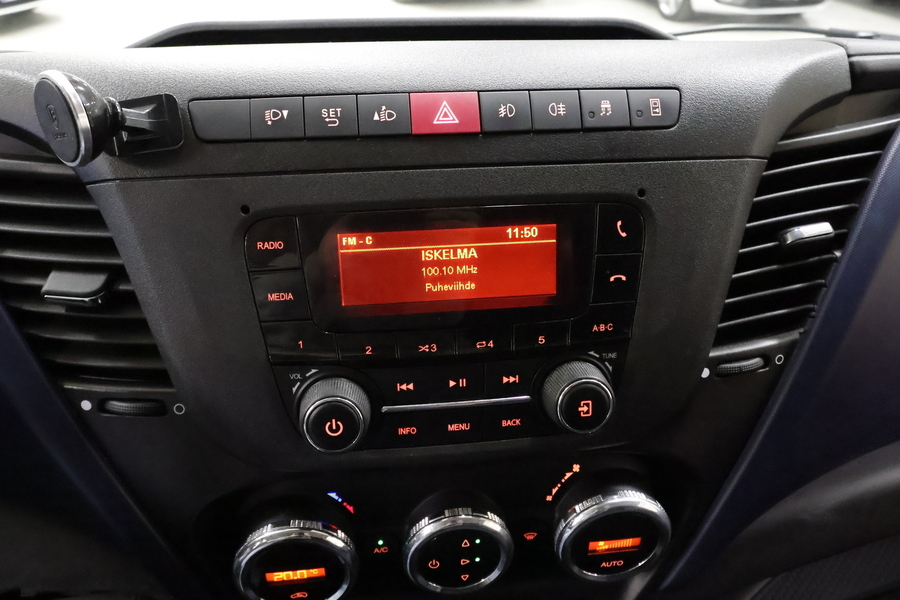 SET
RADIO
MEDIA
FM - C 11:50
ISKELMA
100.10 MHz
Puheviihde
A·B·C
1 2 3 4 5
VOL
TUNE
INFO MENU BACK
A/C
20.0°C
AUTO